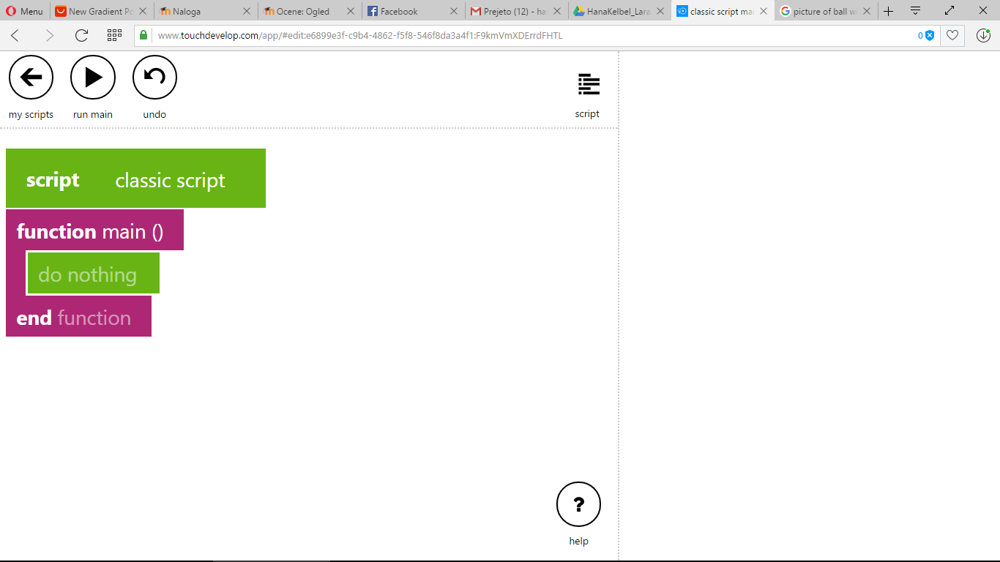 Menu
New Gradient Po
Naloga
Ocene: Ogled
Facebook
Prejeto (12) - ha
HanaKelbel_Lara
classic script ma
picture of ball w
www.touchdevelop.com/app/#edit:e6899e3f-c9b4-4862-f5f8-546f8da3a4f1:F9kmVmXDErrdFHTL
0
my scripts
run main
undo
script
script classic script
function main ()
do nothing
end function
?
help